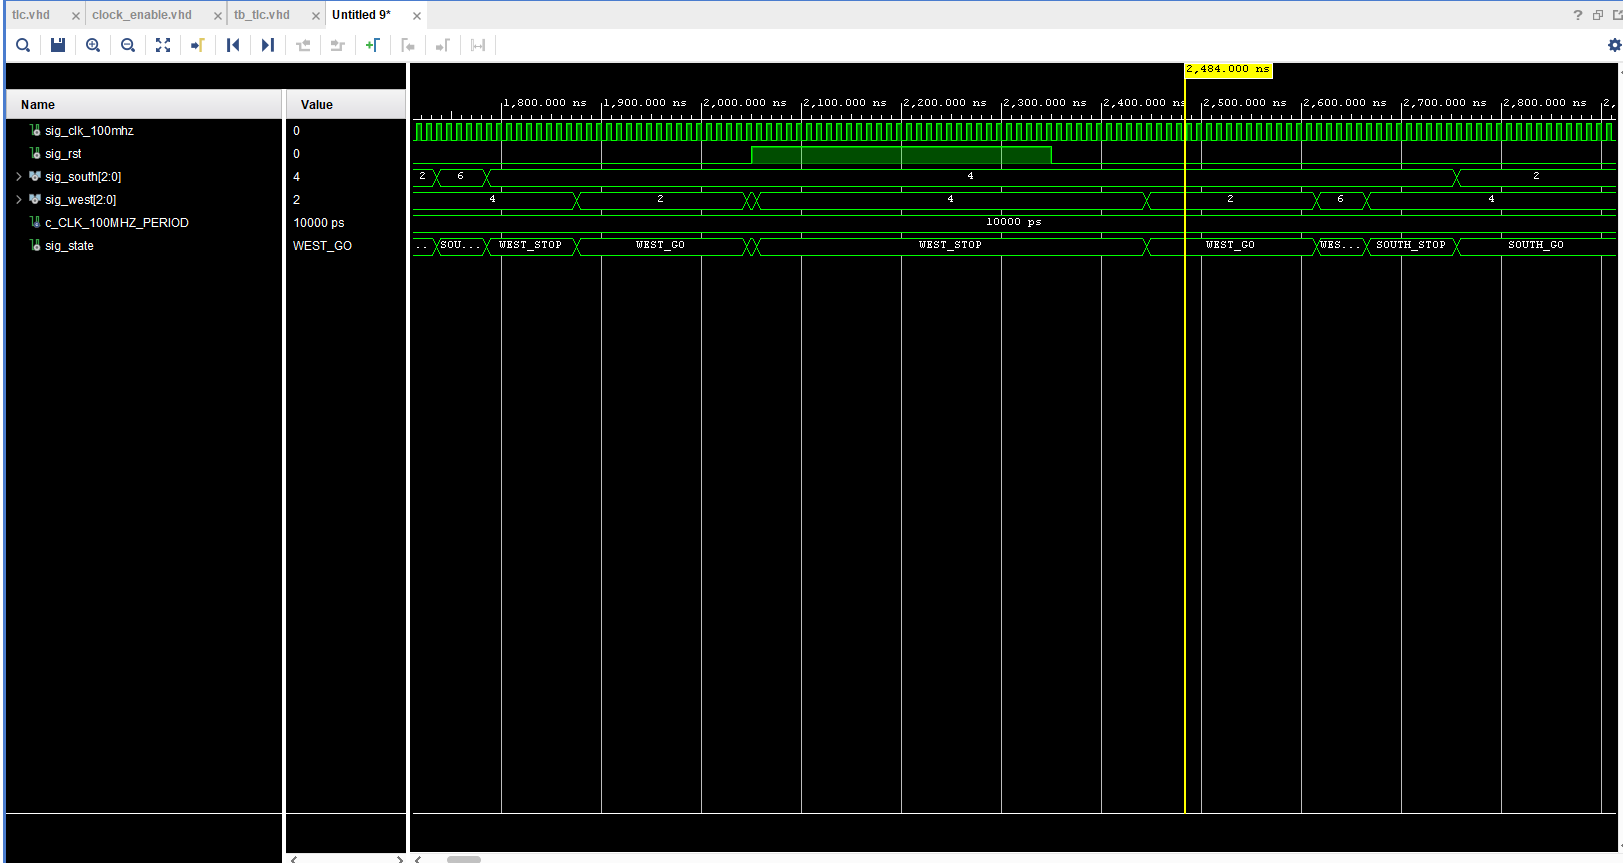 tlc.vhd × clock_enable.vhd × tb_tlc.vhd × Untitled 9* ×
?
2,484.000 ns
Name Value
1,800.000 ns 1,900.000 ns 2,000.000 ns 2,100.000 ns 2,200.000 ns 2,300.000 ns 2,400.000 ns 2,500.000 ns 2,600.000 ns 2,700.000 ns 2,800.000 ns 2,
sig_clk_100mhz 0
sig_rst 0
sig_south[2:0] 4 2 6 4 2
sig_west[2:0] 2 4 2 4 2 6 4
c_CLK_100MHZ_PERIOD 10000 ps 10000 ps
sig_state WEST_GO .. SOU... WEST_STOP WEST_GO WEST_STOP WEST_GO WES... SOUTH_STOP SOUTH_GO